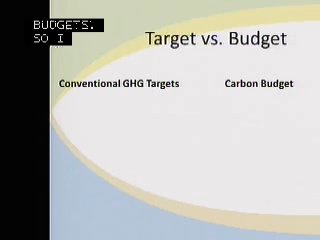 BUDGETS.
SO I
Target vs. Budget
Conventional GHG Targets Carbon Budget